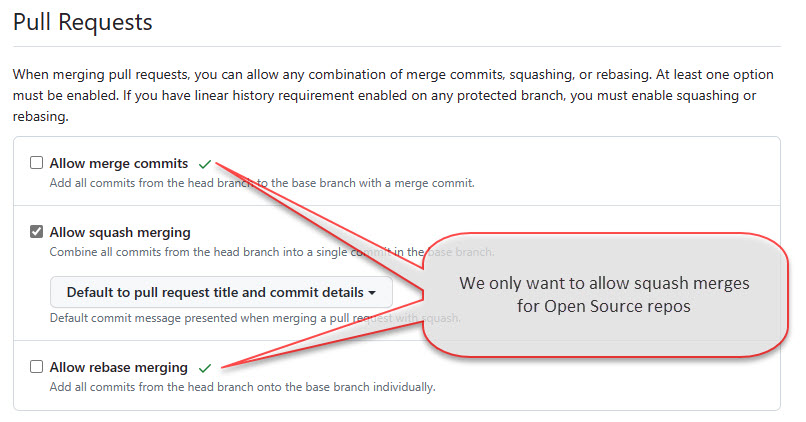 Pull Requests
When merging pull requests, you can allow any combination of merge commits, squashing, or rebasing. At least one option
must be enabled. If you have linear history requirement enabled on any protected branch, you must enable squashing or
rebasing.
Allow merge commits
Add all commits from the head branch to the base branch with a merge commit.
Allow squash merging
Combine all commits from the head branch into a single commit in the base branch.
Default to pull request title and commit details
Default commit message presented when merging a pull request with squash.
We only want to allow squash merges
for Open Source repos
Allow rebase merging
Add all commits from the head branch onto the base branch individually.